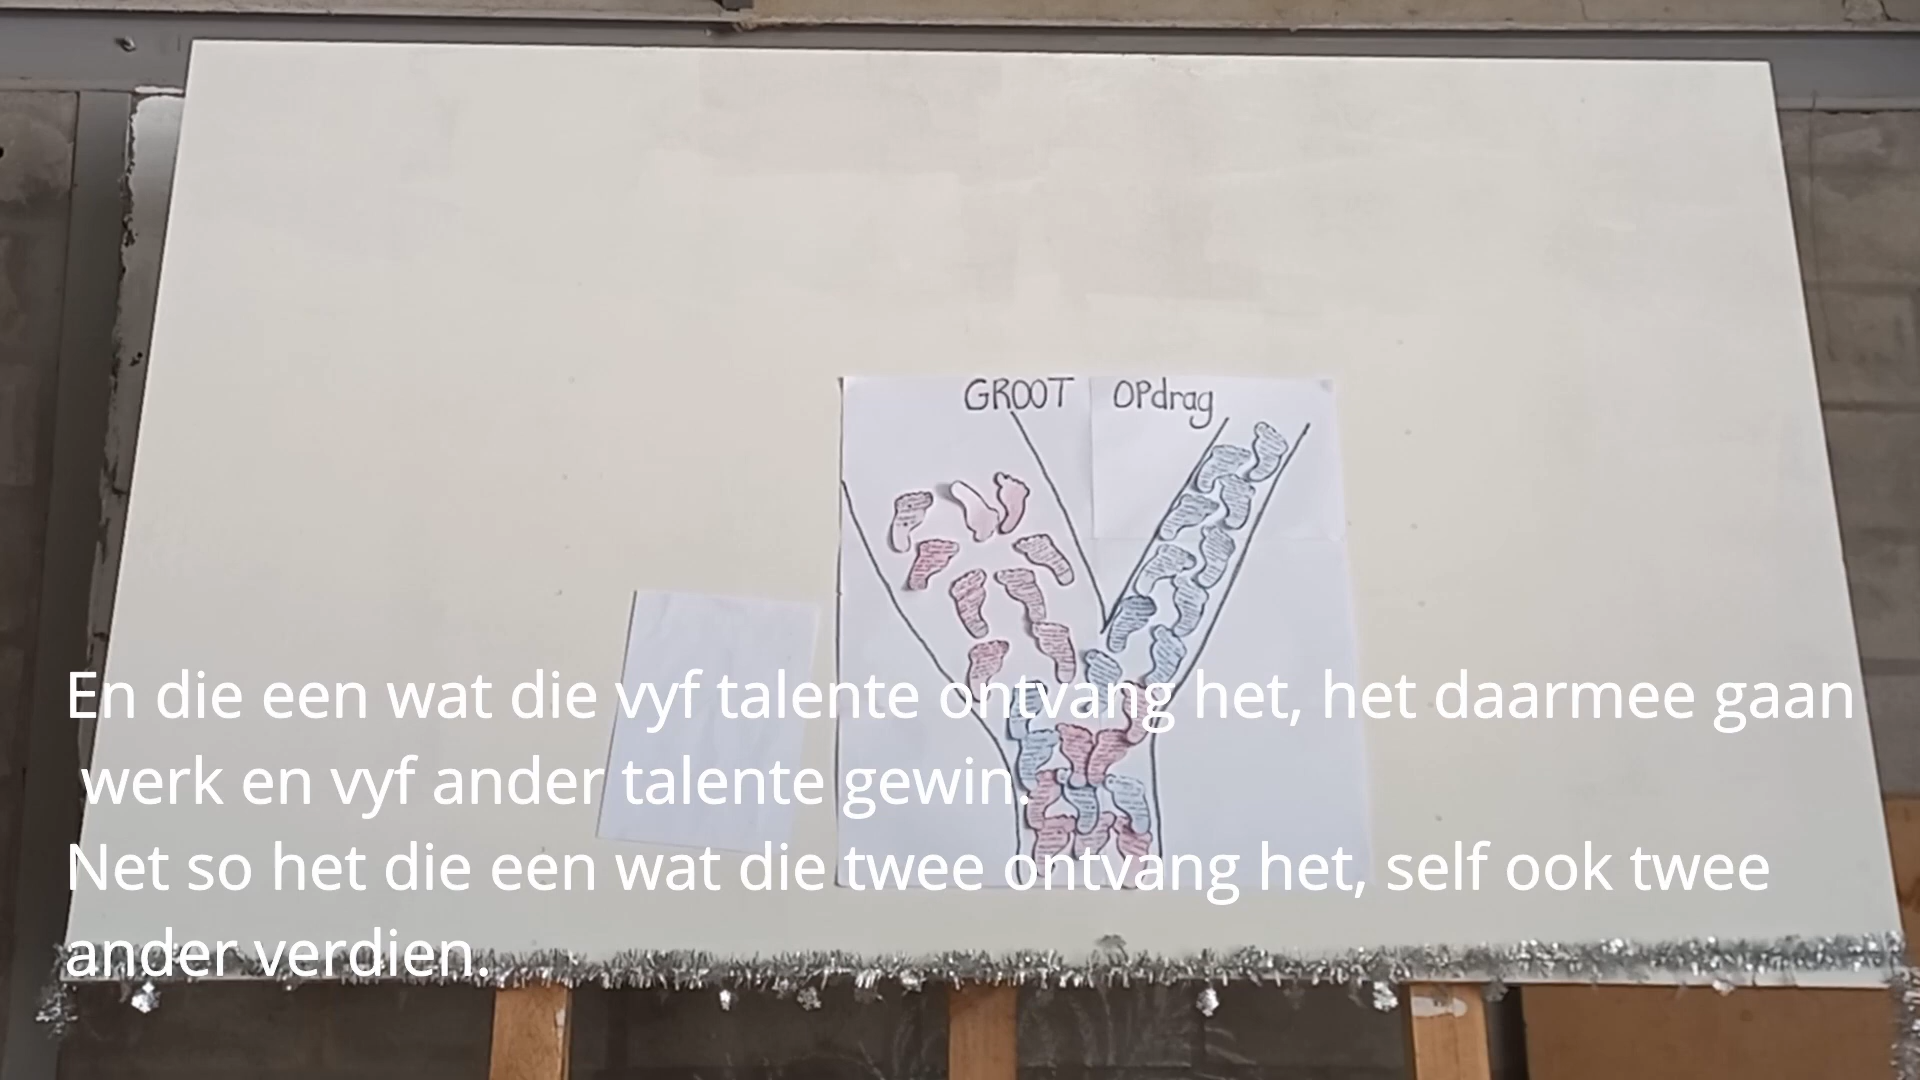 GROOT OPdrag
En die een wat die vyf talente ontvang het, het daarmee gaan
werk en vyf ander talente gewin.
Net so het die een wat die twee ontvang het, self ook twee
ander verdien.